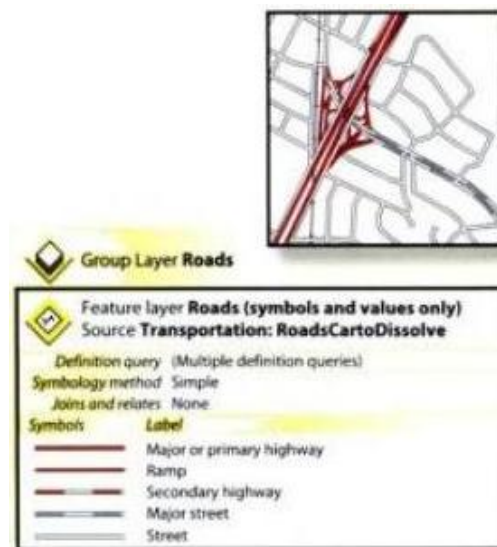 Group Layer Roads
Feature layer Roads (symbols and values only)
Source Transportation: RoadsCartoDissolve
Definition query (Multiple definition queries)
Symbology method Simple
Joins and relates None
Symbols Label
Major or primary highway
Ramp
Secondary highway
Major street
Street